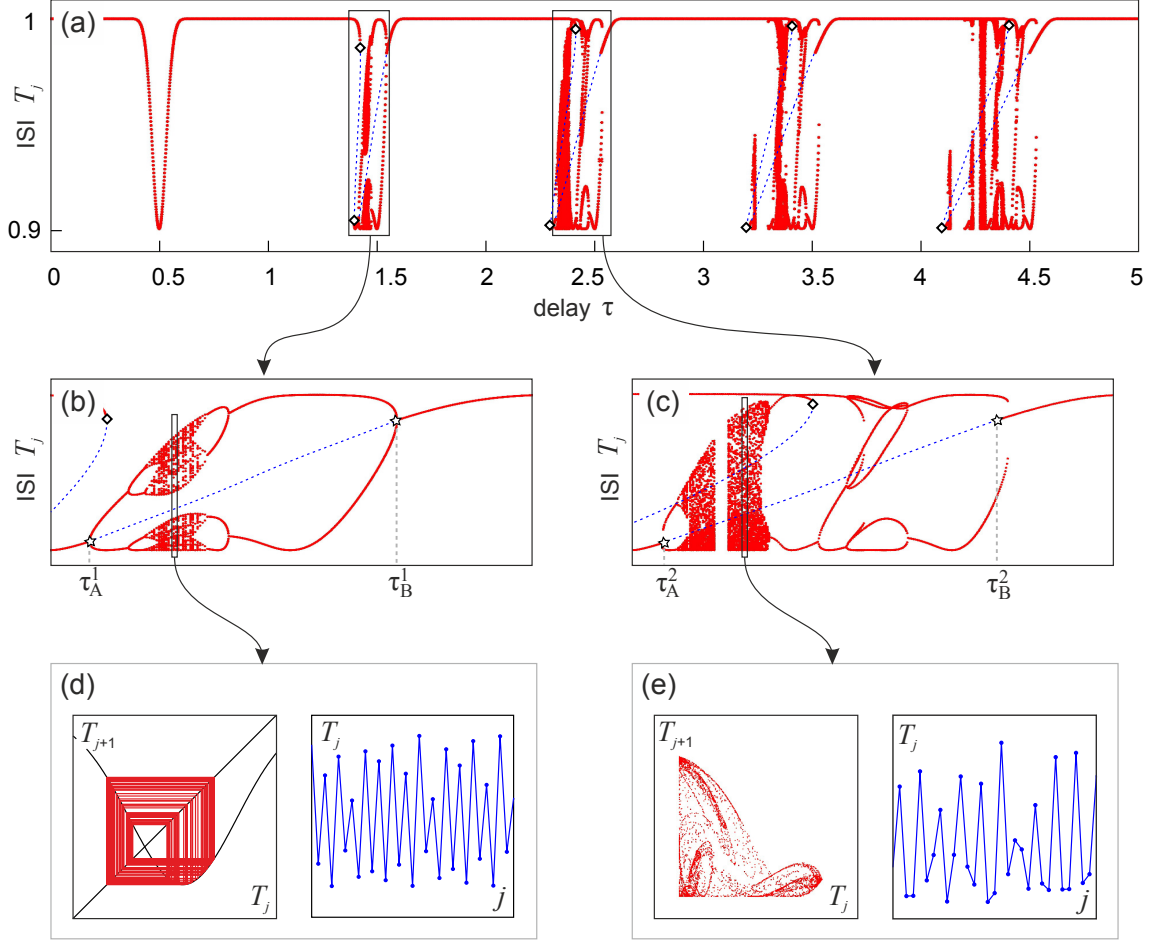 (a)
ISI T_j
1
0.9
0 0.5 1 1.5 2 2.5 3 3.5 4 4.5 5
delay τ
(b)
ISI T_j
τ_A^1 τ_B^1
(c)
ISI T_j
τ_A^2 τ_B^2
(d)
T_{j+1}
T_j
T_j
j
(e)
T_{j+1}
T_j
T_j
j